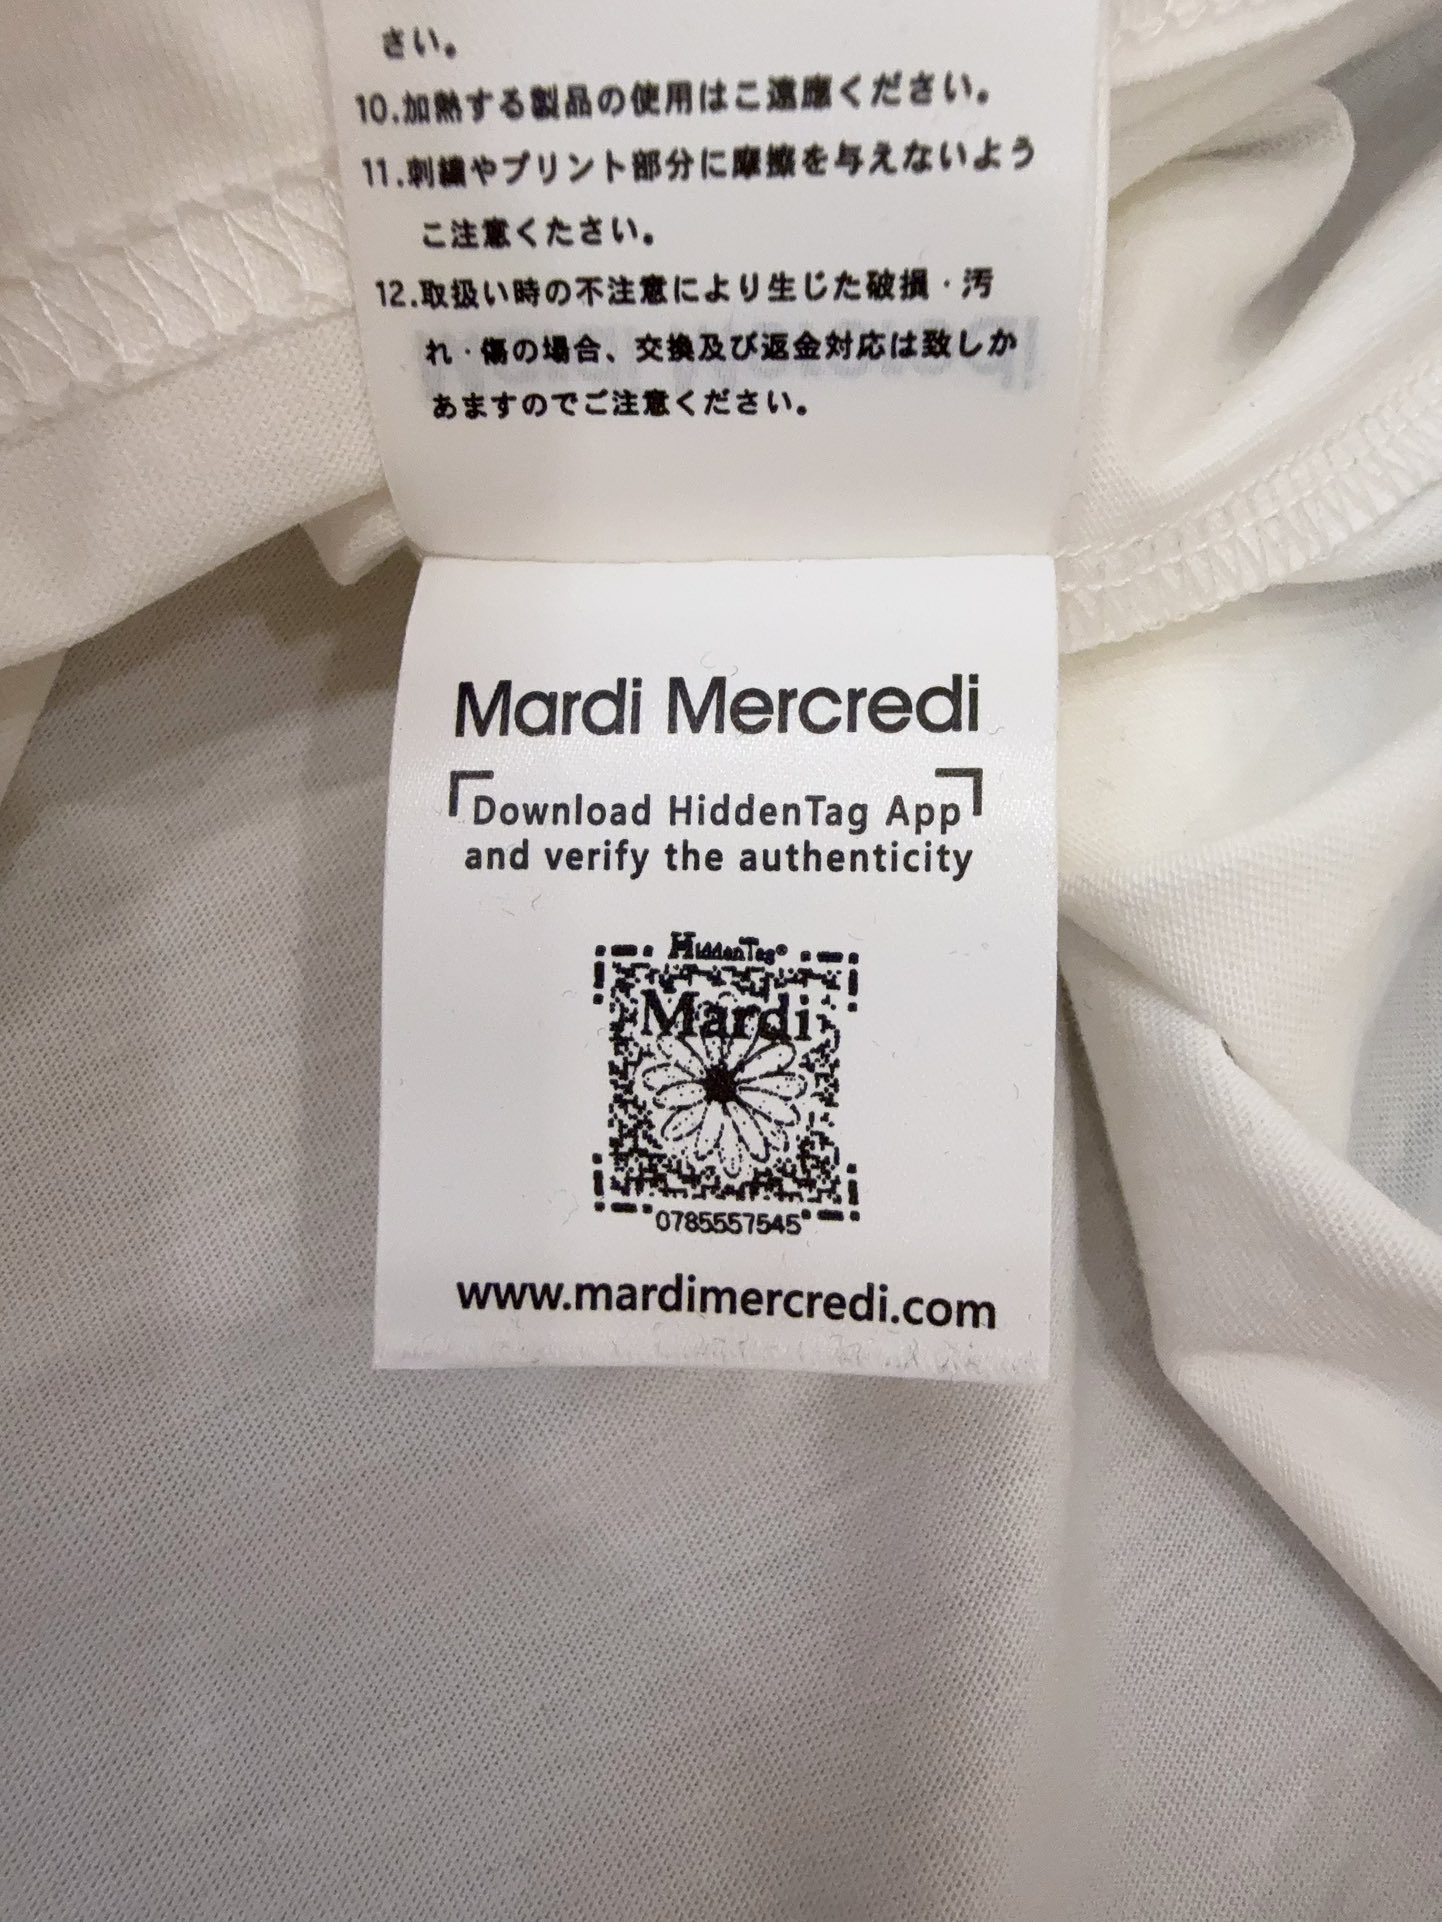 さい。
10.加熱する製品の使用はこ遠慮ください。
11.刺繍やプリント部分に摩擦を与えないよう
こ注意くたさい。
12.取扱い時の不注意により生じた破損·汚
れ·傷の場合、交換及び返金対応は致しか
あますのでご注意ください。
Mardi Mercredi
Download HiddenTag App
and verify the authenticity
HiddenTag®
Mardi
0785557545
www.mardimercredi.com